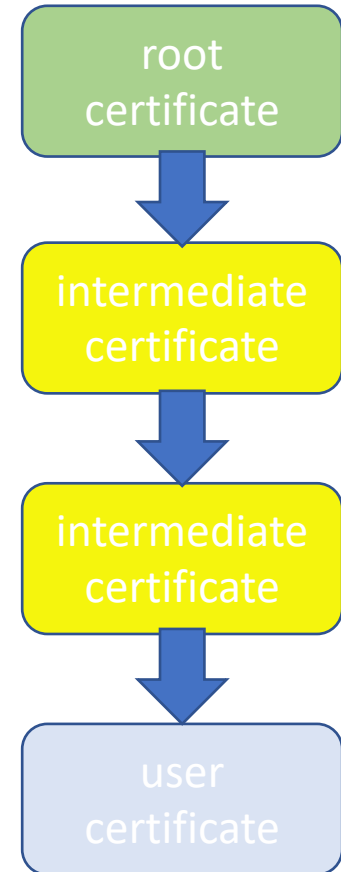 root
certificate
intermediate
certificate
intermediate
certificate
user
certificate